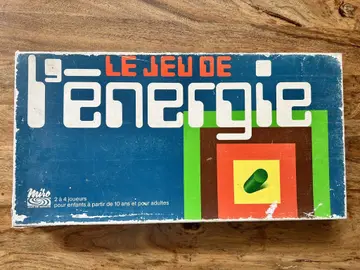 LE JEU DE
l'énergie
miro
2 à 4 joueurs
pour enfants à partir de 10 ans et pour adultes